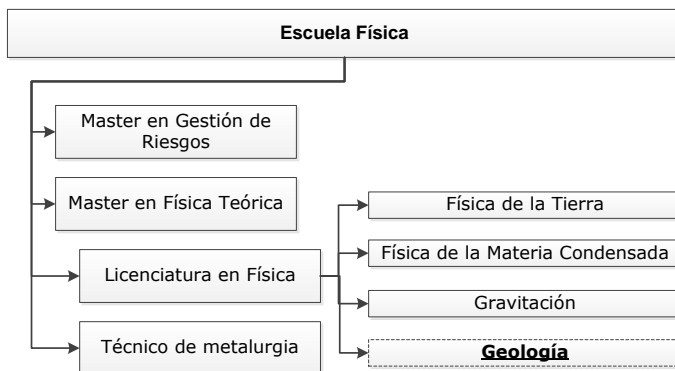 Escuela Física
Master en Gestión de
Riesgos
Master en Física Teórica
Licenciatura en Física
Técnico de metalurgia
Física de la Tierra
Física de la Materia Condensada
Gravitación
Geología